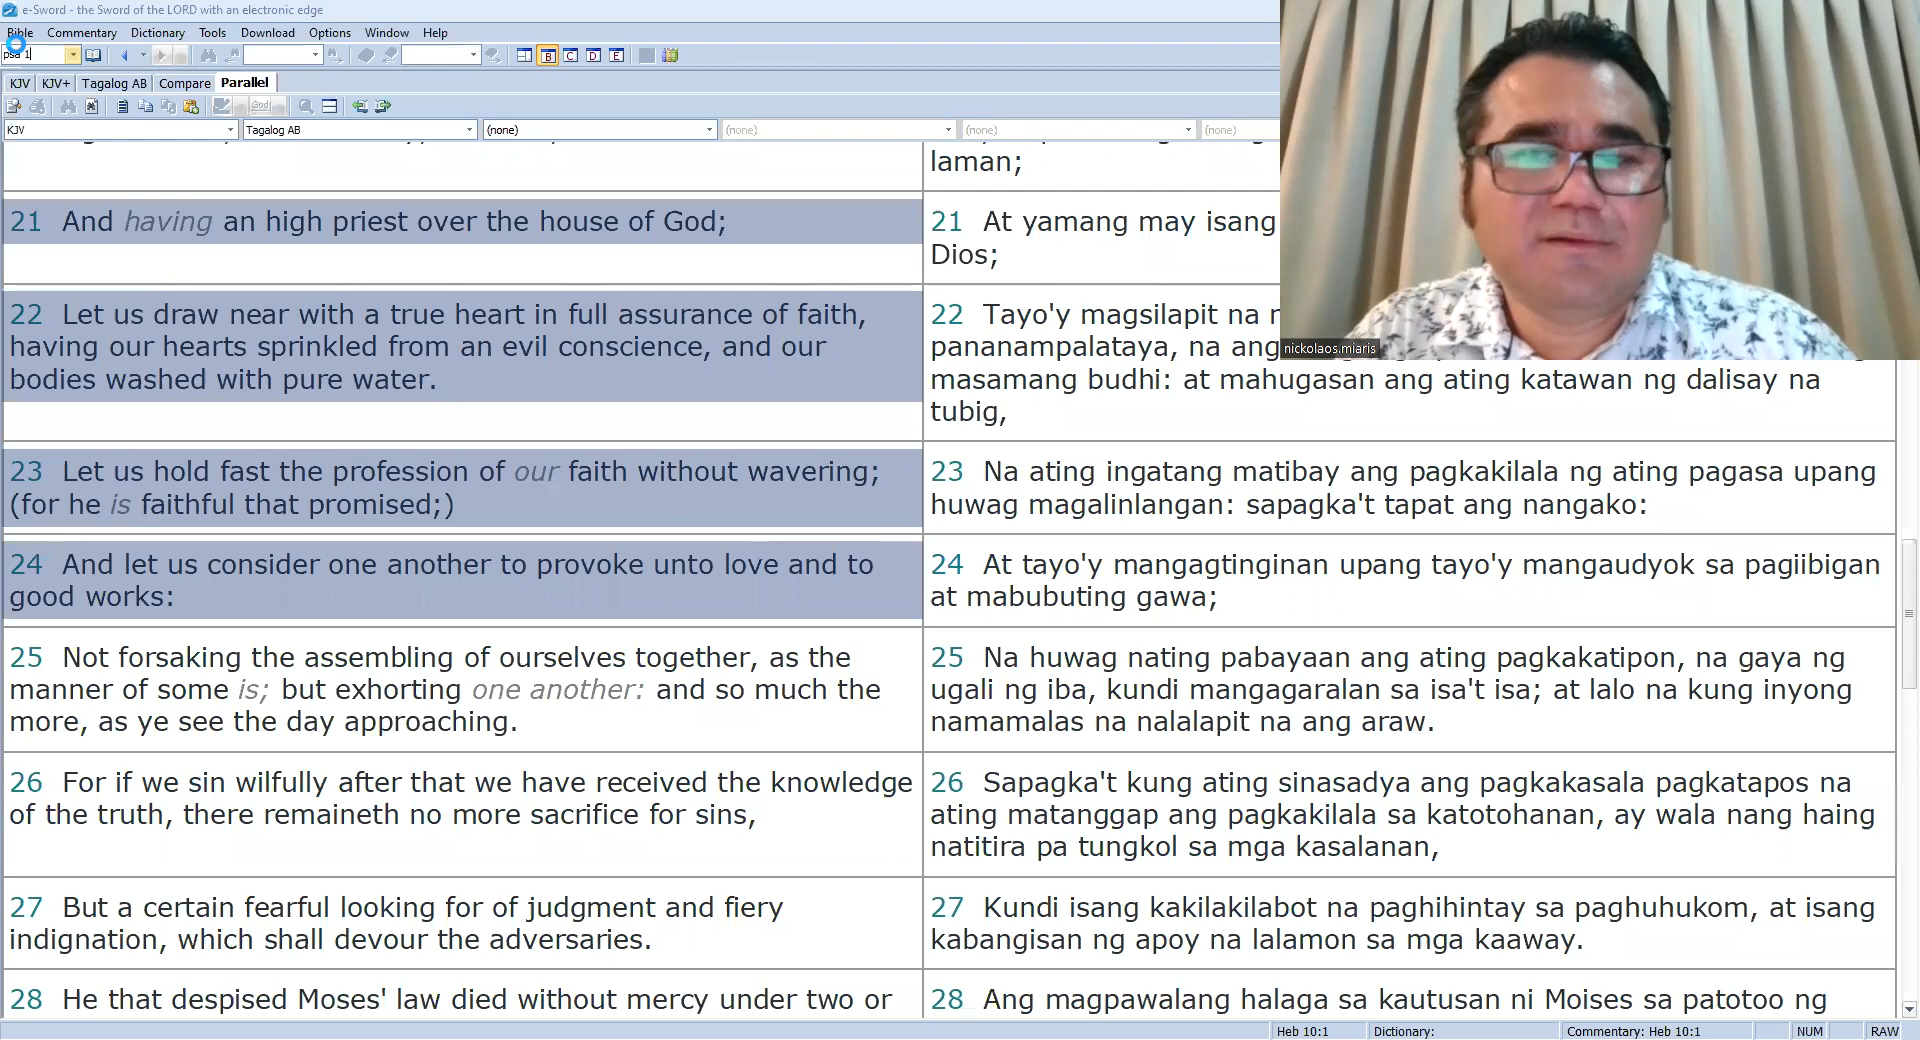 e-Sword - the Sword of the LORD with an electronic edge
Bible Commentary Dictionary Tools Download Options Window Help
psa 1
B C D E
KJV KJV+ Tagalog AB Compare Parallel
KJV Tagalog AB (none) (none) (none) (none)
laman;
21 And having an high priest over the house of God;
21 At yamang may isang
Dios;
22 Let us draw near with a true heart in full assurance of faith,
having our hearts sprinkled from an evil conscience, and our
bodies washed with pure water.
22 Tayo'y magsilapit na
pananampalataya, na ang
masamang budhi: at mahugasan ang ating katawan ng dalisay na
tubig,
nickolaos.miaris
23 Let us hold fast the profession of our faith without wavering;
(for he is faithful that promised;)
23 Na ating ingatang matibay ang pagkakilala ng ating pagasa upang
huwag magalinlangan: sapagka't tapat ang nangako:
24 And let us consider one another to provoke unto love and to
good works:
24 At tayo'y mangagtinginan upang tayo'y mangaudyok sa pagiibigan
at mabubuting gawa;
25 Not forsaking the assembling of ourselves together, as the
manner of some is; but exhorting one another: and so much the
more, as ye see the day approaching.
25 Na huwag nating pabayaan ang ating pagkakatipon, na gaya ng
ugali ng iba, kundi mangagaralan sa isa't isa; at lalo na kung inyong
namamalas na nalalapit na ang araw.
26 For if we sin wilfully after that we have received the knowledge
of the truth, there remaineth no more sacrifice for sins,
26 Sapagka't kung ating sinasadya ang pagkakasala pagkatapos na
ating matanggap ang pagkakilala sa katotohanan, ay wala nang haing
natitira pa tungkol sa mga kasalanan,
27 But a certain fearful looking for of judgment and fiery
indignation, which shall devour the adversaries.
27 Kundi isang kakilakilabot na paghihintay sa paghuhukom, at isang
kabangisan ng apoy na lalamon sa mga kaaway.
28 He that despised Moses' law died without mercy under two or
28 Ang magpawalang halaga sa kautusan ni Moises sa patotoo ng
Heb 10:1 Dictionary: Commentary: Heb 10:1 NUM RAW